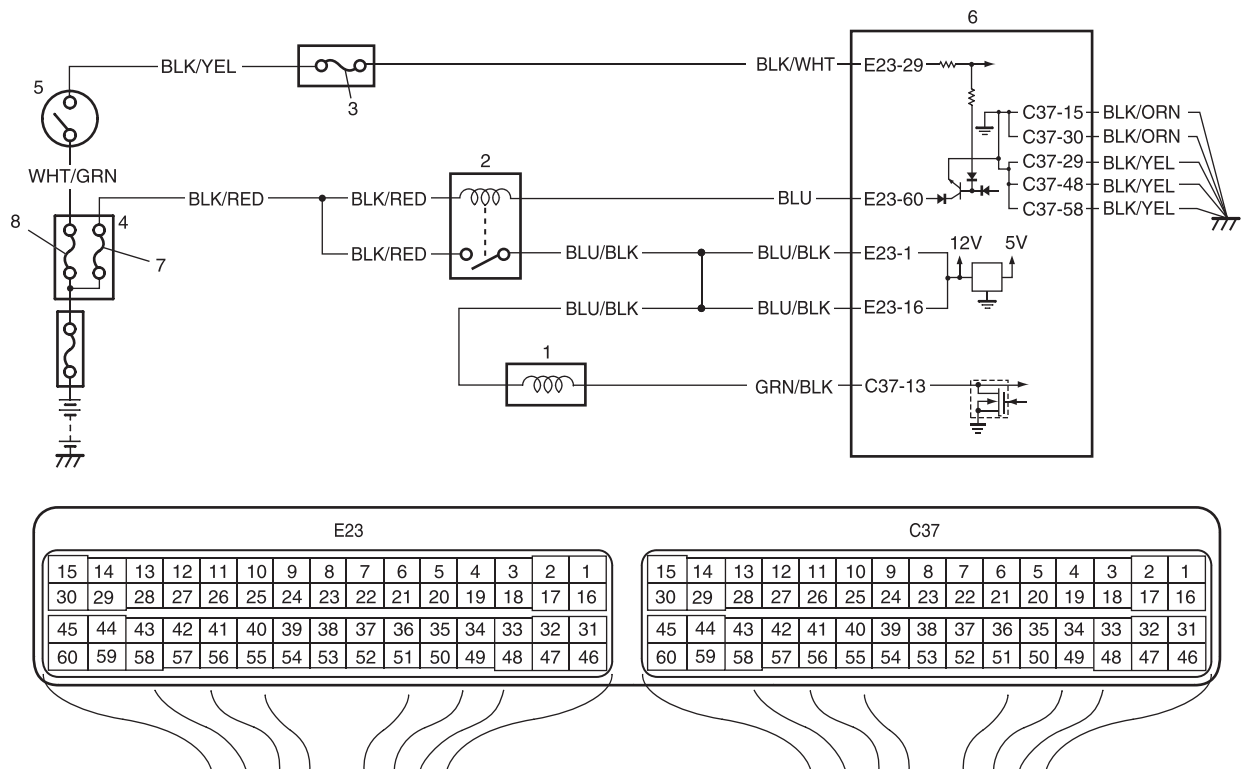 6
BLK/YEL
BLK/WHT
E23-29
5
3
C37-15
BLK/ORN
C37-30
BLK/ORN
C37-29
BLK/YEL
C37-48
BLK/YEL
C37-58
BLK/YEL
WHT/GRN
2
8
4
7
BLK/RED
BLK/RED
BLU
E23-60
BLK/RED
BLU/BLK
BLU/BLK
E23-1
12V
5V
BLU/BLK
BLU/BLK
E23-16
1
GRN/BLK
C37-13
E23
15 14 13 12 11 10 9 8 7 6 5 4 3 2 1
30 29 28 27 26 25 24 23 22 21 20 19 18 17 16
45 44 43 42 41 40 39 38 37 36 35 34 33 32 31
60 59 58 57 56 55 54 53 52 51 50 49 48 47 46
C37
15 14 13 12 11 10 9 8 7 6 5 4 3 2 1
30 29 28 27 26 25 24 23 22 21 20 19 18 17 16
45 44 43 42 41 40 39 38 37 36 35 34 33 32 31
60 59 58 57 56 55 54 53 52 51 50 49 48 47 46